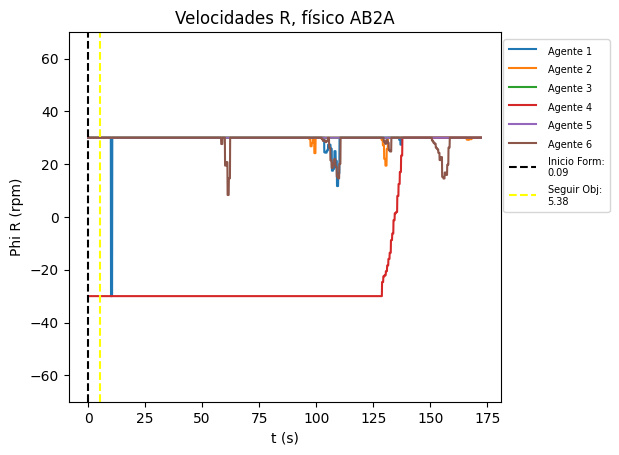 Velocidades R, físico AB2A
Phi R (rpm)
60
40
20
0
−20
−40
−60
0
25
50
75
100
125
150
175
t (s)
Agente 1
Agente 2
Agente 3
Agente 4
Agente 5
Agente 6
Inicio Form:
0.09
Seguir Obj:
5.38